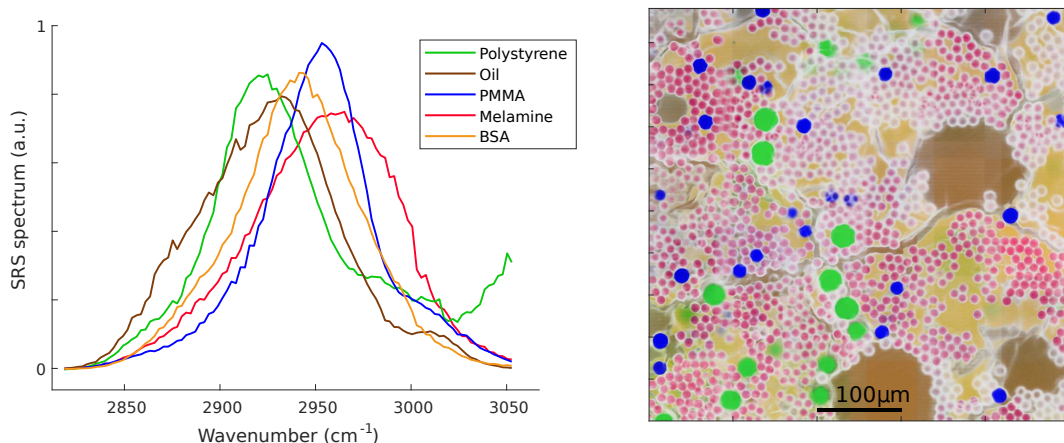 1
0
SRS spectrum (a.u.)
2850 2900 2950 3000 3050
Wavenumber (cm⁻¹)
Polystyrene
Oil
PMMA
Melamine
BSA
100μm